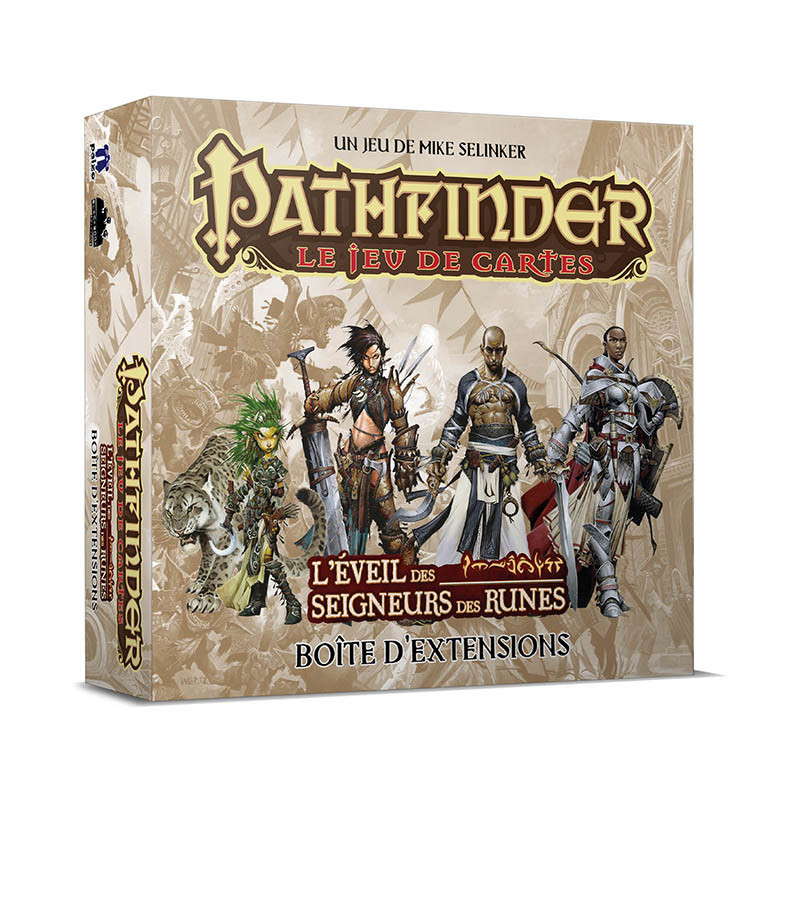 UN JEU DE MIKE SELINKER
PATHFINDER
LE JEU DE CARTES
L'ÉVEIL DES
SEIGNEURS DES RUNES
BOÎTE D'EXTENSIONS
paizo
PATHFINDER
LE JEU DE CARTES
L'ÉVEIL DES
SEIGNEURS DES RUNES
BOÎTE D'EXTENSIONS